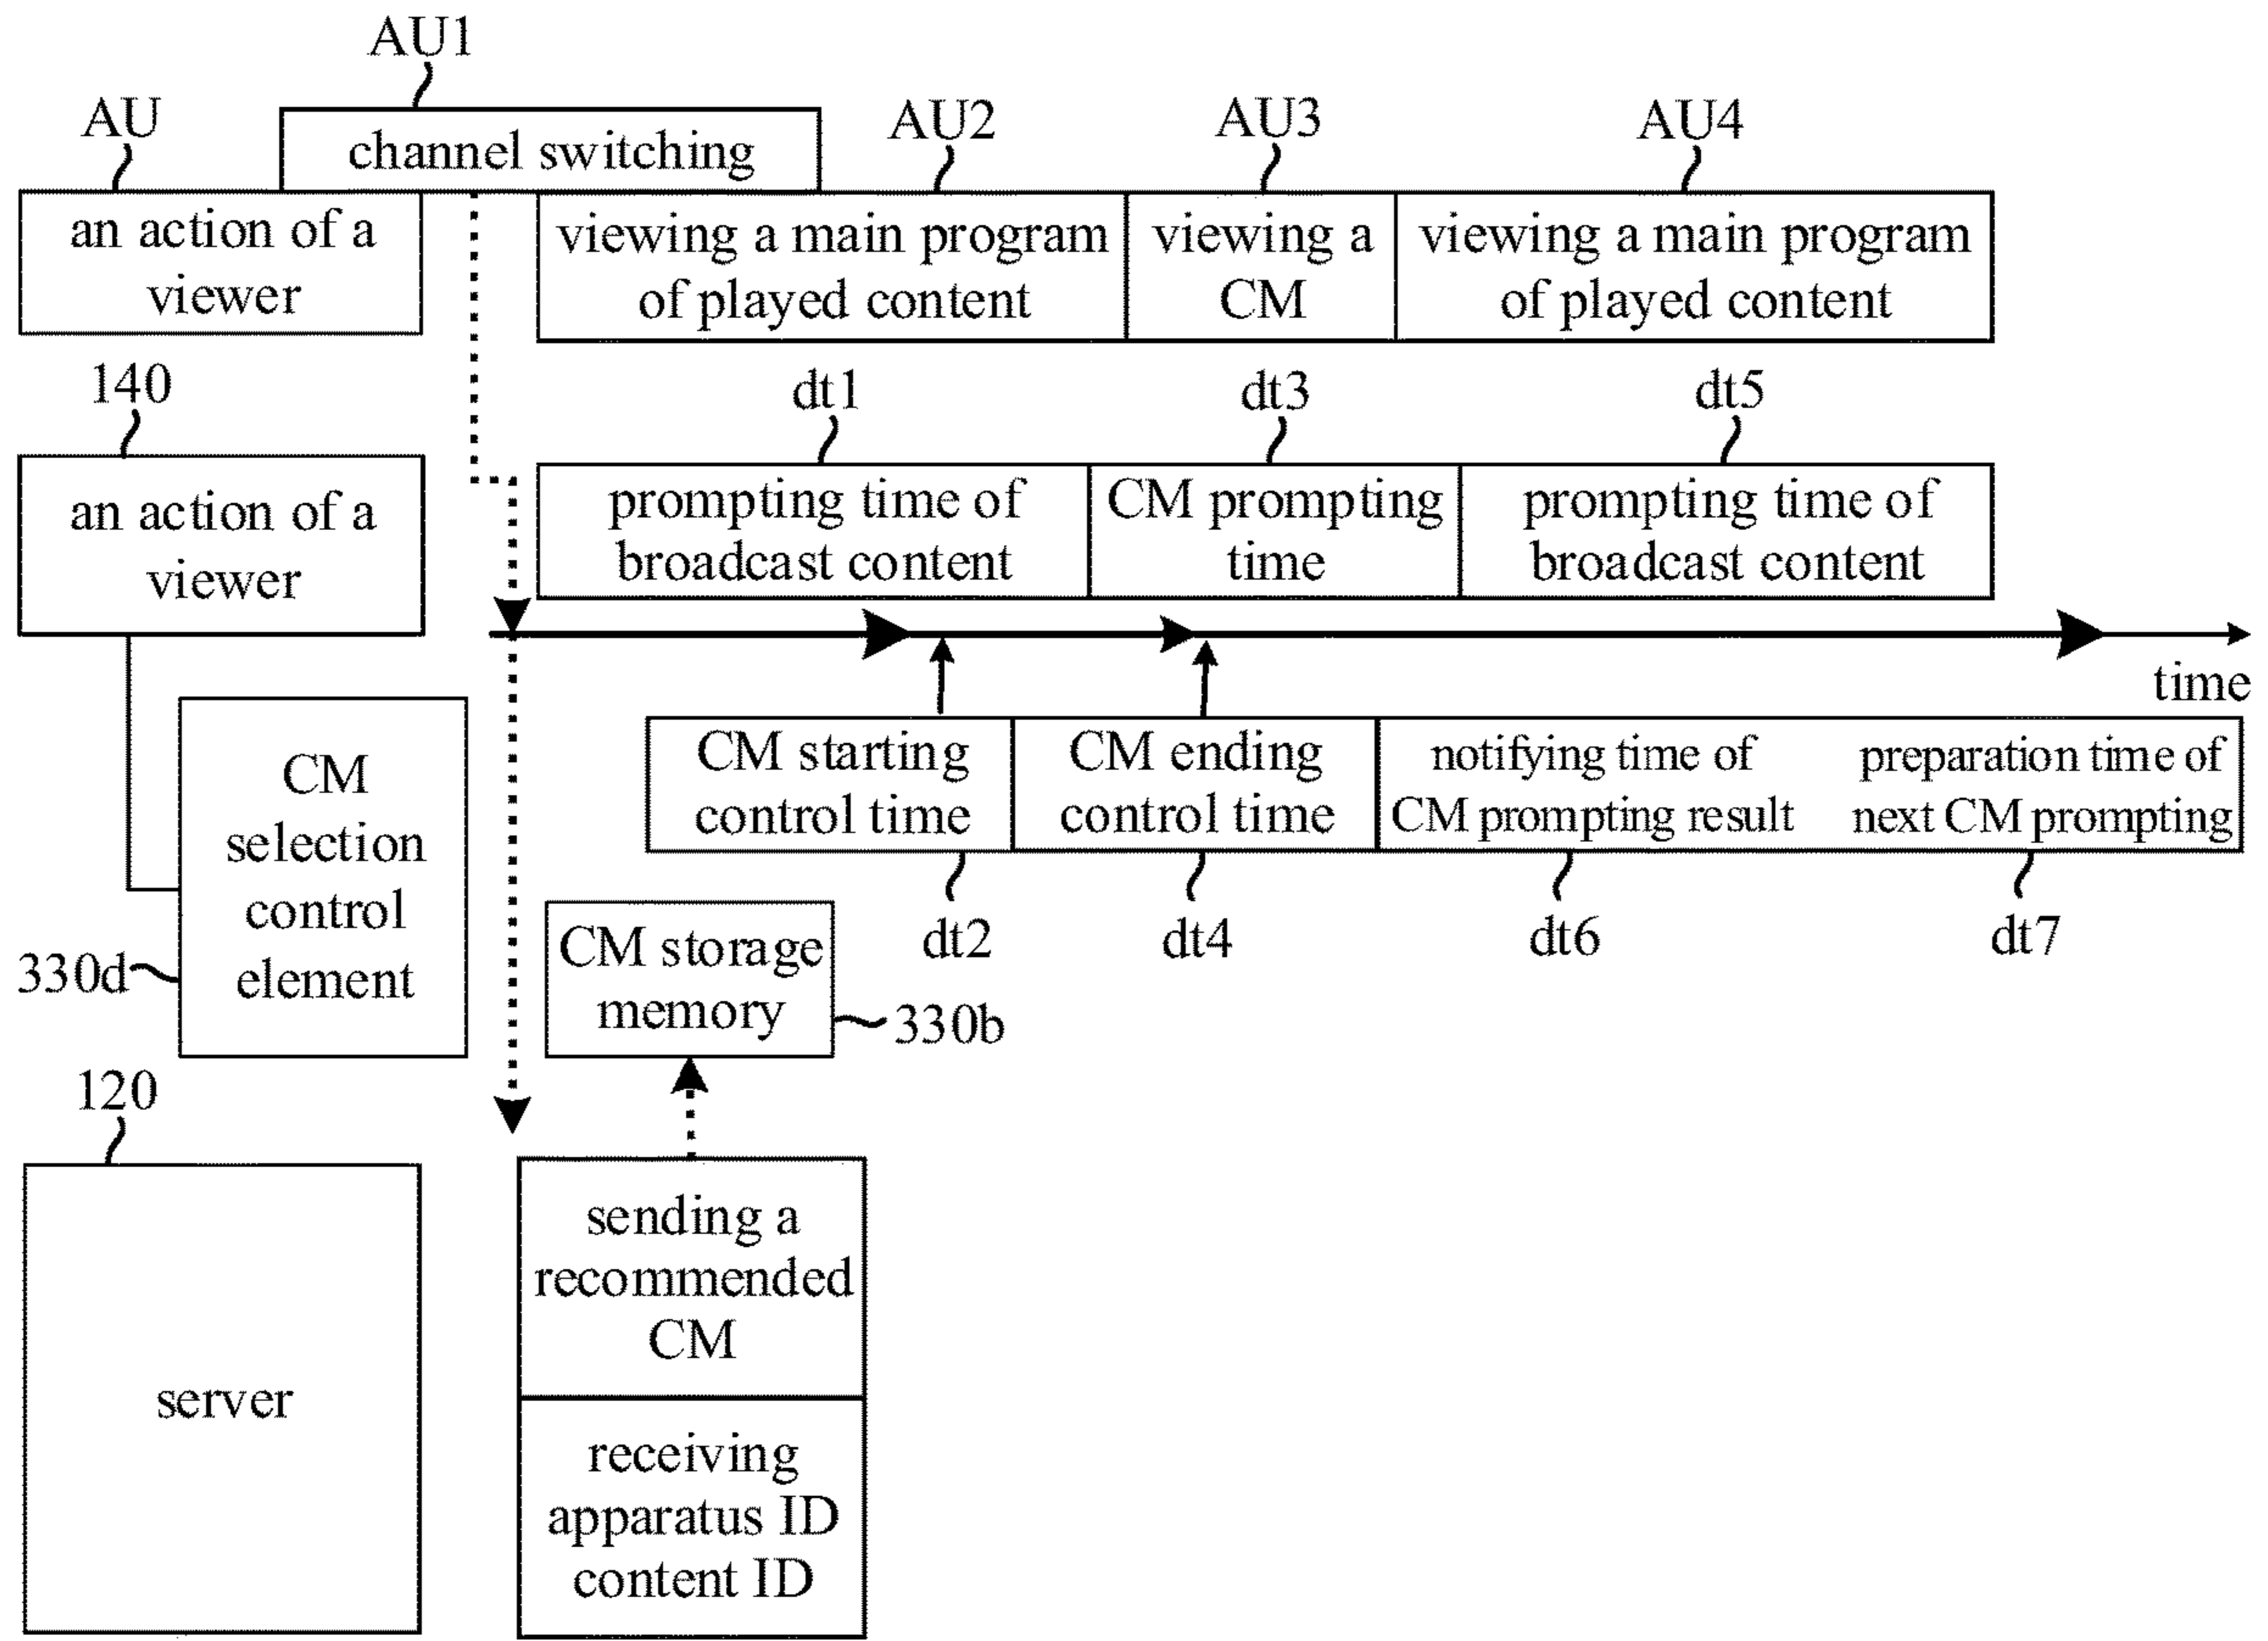 AU1
AU
channel switching
AU2
AU3
AU4
an action of a
viewer
viewing a main program
of played content
viewing a
CM
viewing a main program
of played content
140
dt1
dt3
dt5
an action of a
viewer
prompting time of
broadcast content
CM prompting
time
prompting time of
broadcast content
time
CM
selection
control
element
330d
CM starting
control time
CM ending
control time
notifying time of
CM prompting result
preparation time of
next CM prompting
dt2
dt4
dt6
dt7
CM storage
memory
330b
120
server
sending a
recommended
CM
receiving
apparatus ID
content ID